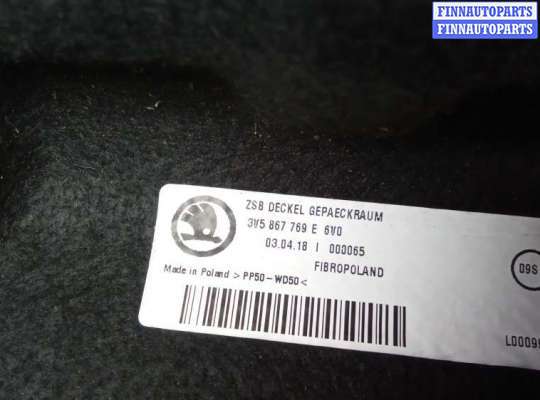 FINNAUTOPARTS
FINNAUTOPARTS
ZSB DECKEL GEPAECKRAUM
3V5 867 769 E 6V0
03.04.18 | 000065
FIBROPOLAND
Made in Poland >PP50-WD50<
09S